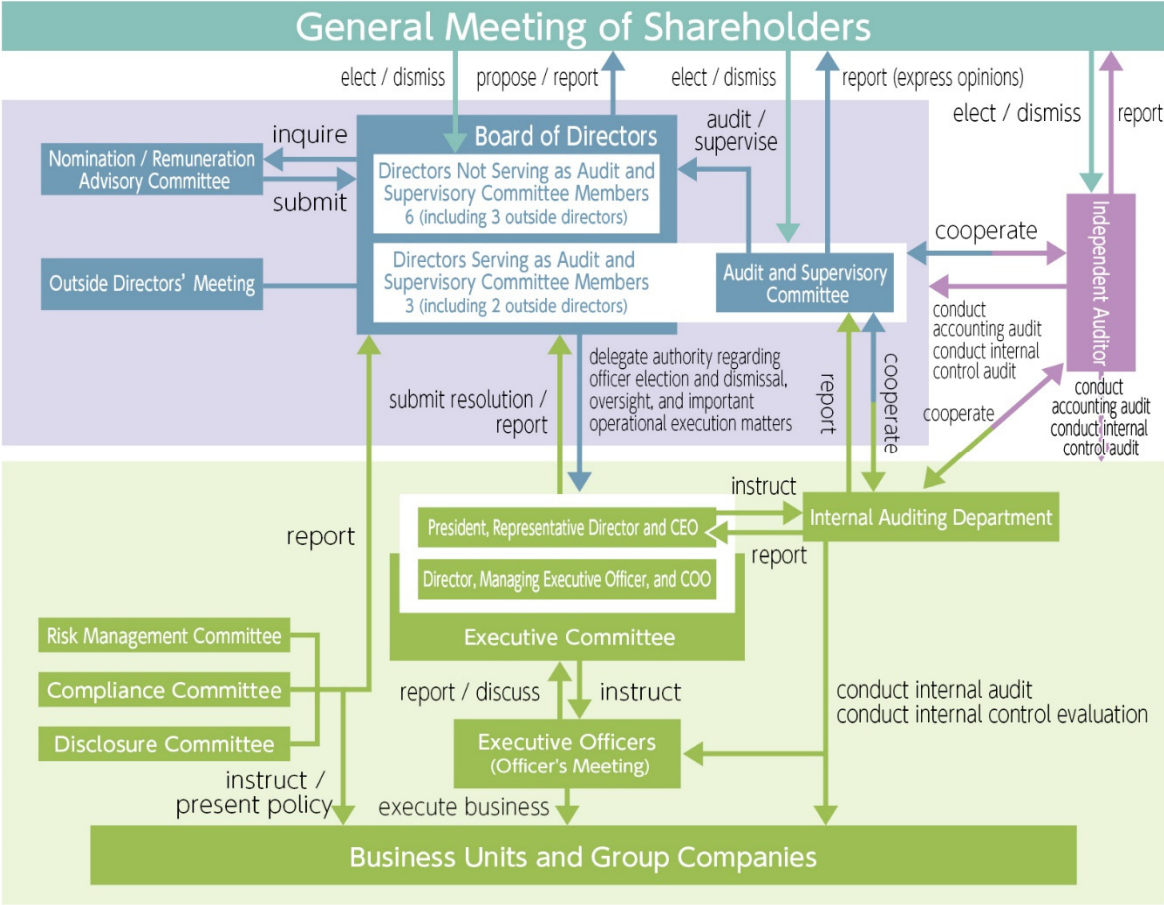 General Meeting of Shareholders
elect / dismiss
propose / report
elect / dismiss
report (express opinions)
elect / dismiss
report
inquire
Nomination / Remuneration
Advisory Committee
submit
Board of Directors
Directors Not Serving as Audit and
Supervisory Committee Members
6 (including 3 outside directors)
audit /
supervise
Outside Directors' Meeting
Directors Serving as Audit and
Supervisory Committee Members
3 (including 2 outside directors)
Audit and Supervisory
Committee
cooperate
Independent Auditor
conduct
accounting audit
conduct internal
control audit
submit resolution /
report
delegate authority regarding
officer election and dismissal,
oversight, and important
operational execution matters
report
cooperate
cooperate
conduct
accounting audit
conduct internal
control audit
report
President, Representative Director and CEO
instruct
report
Internal Auditing Department
Director, Managing Executive Officer, and COO
Executive Committee
Risk Management Committee
Compliance Committee
Disclosure Committee
report / discuss
instruct
conduct internal audit
conduct internal control evaluation
Executive Officers
(Officer's Meeting)
instruct /
present policy
execute business
Business Units and Group Companies